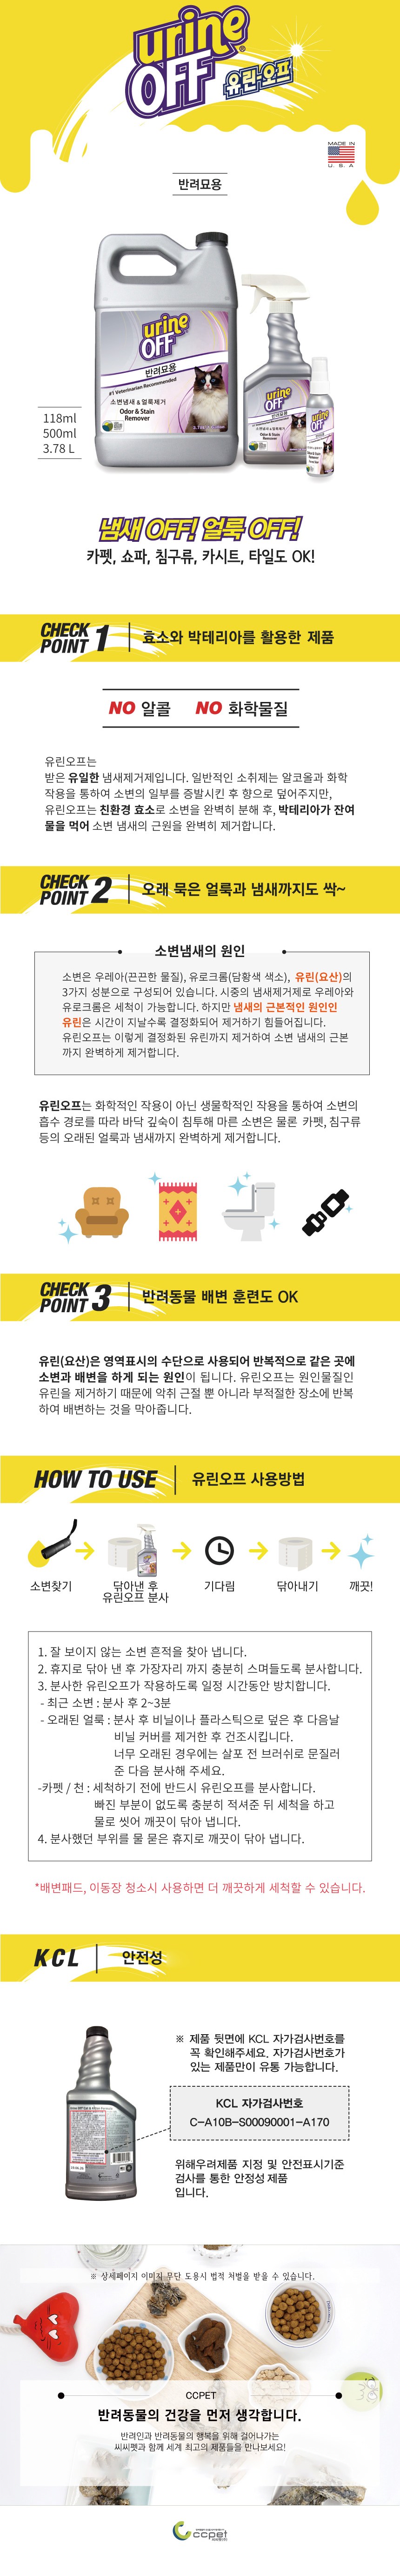 urine
OFF®
유린-오프
MADE IN
U. S. A
반려묘용
urine
OFF
반려묘용
#1 Veterinarian Recommended
소변냄새 & 얼룩제거
Odor & Stain
Remover
urine
OFF
반려묘용
Odor & Stain
Remover
urine
OFF
118ml
500ml
3.78 L
냄새 OFF! 얼룩 OFF!
카펫, 쇼파, 침구류, 카시트, 타일도 OK!
CHECK
POINT 1
효소와 박테리아를 활용한 제품
NO 알콜 NO 화학물질
유린오프는
받은 유일한 냄새제거제입니다. 일반적인 소취제는 알코올과 화학
작용을 통하여 소변의 일부를 증발시킨 후 향으로 덮어주지만,
유린오프는 친환경 효소로 소변을 완벽히 분해 후, 박테리아가 잔여
물을 먹어 소변 냄새의 근원을 완벽히 제거합니다.
CHECK
POINT 2
오래 묵은 얼룩과 냄새까지도 싹~
소변냄새의 원인
소변은 우레아(끈끈한 물질), 유로크롬(담황색 색소), 유린(요산)의
3가지 성분으로 구성되어 있습니다. 시중의 냄새제거제로 우레아와
유로크롬은 세척이 가능합니다. 하지만 냄새의 근본적인 원인인
유린은 시간이 지날수록 결정화되어 제거하기 힘들어집니다.
유린오프는 이렇게 결정화된 유린까지 제거하여 소변 냄새의 근본
까지 완벽하게 제거합니다.
유린오프는 화학적인 작용이 아닌 생물학적인 작용을 통하여 소변의
흡수 경로를 따라 바닥 깊숙이 침투해 마른 소변은 물론 카펫, 침구류
등의 오래된 얼룩과 냄새까지 완벽하게 제거합니다.
CHECK
POINT 3
반려동물 배변 훈련도 OK
유린(요산)은 영역표시의 수단으로 사용되어 반복적으로 같은 곳에
소변과 배변을 하게 되는 원인이 됩니다. 유린오프는 원인물질인
유린을 제거하기 때문에 악취 근절 뿐 아니라 부적절한 장소에 반복
하여 배변하는 것을 막아줍니다.
HOW TO USE
유린오프 사용방법
소변찾기
닦아낸 후
유린오프 분사
기다림
닦아내기
깨끗!
1. 잘 보이지 않는 소변 흔적을 찾아 냅니다.
2. 휴지로 닦아 낸 후 가장자리 까지 충분히 스며들도록 분사합니다.
3. 분사한 유린오프가 작용하도록 일정 시간동안 방치합니다.
- 최근 소변 : 분사 후 2~3분
- 오래된 얼룩 : 분사 후 비닐이나 플라스틱으로 덮은 후 다음날
비닐 커버를 제거한 후 건조시킵니다.
너무 오래된 경우에는 살포 전 브러쉬로 문질러
준 다음 분사해 주세요.
-카펫 / 천 : 세척하기 전에 반드시 유린오프를 분사합니다.
빠진 부분이 없도록 충분히 적셔준 뒤 세척을 하고
물로 씻어 깨끗이 닦아 냅니다.
4. 분사했던 부위를 물 묻은 휴지로 깨끗이 닦아 냅니다.
*배변패드, 이동장 청소시 사용하면 더 깨끗하게 세척할 수 있습니다.
KCL
안전성
※ 제품 뒷면에 KCL 자가검사번호를
꼭 확인해주세요. 자가검사번호가
있는 제품만이 유통 가능합니다.
KCL 자가검사번호
C-A10B-S00090001-A170
위해우려제품 지정 및 안전표시기준
검사를 통한 안정성 제품
입니다.
※ 상세페이지 이미지 무단 도용시 법적 처벌을 받을 수 있습니다.
CCPET
반려동물의 건강을 먼저 생각합니다.
반려인과 반려동물의 행복을 위해 걸어나가는
씨씨펫과 함께 세계 최고의 제품들을 만나보세요!
ccpet